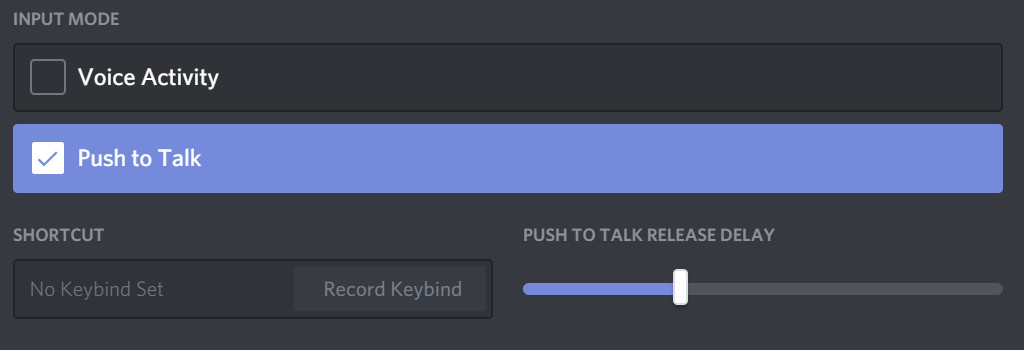 INPUT MODE
Voice Activity
Push to Talk
SHORTCUT
PUSH TO TALK RELEASE DELAY
No Keybind Set
Record Keybind